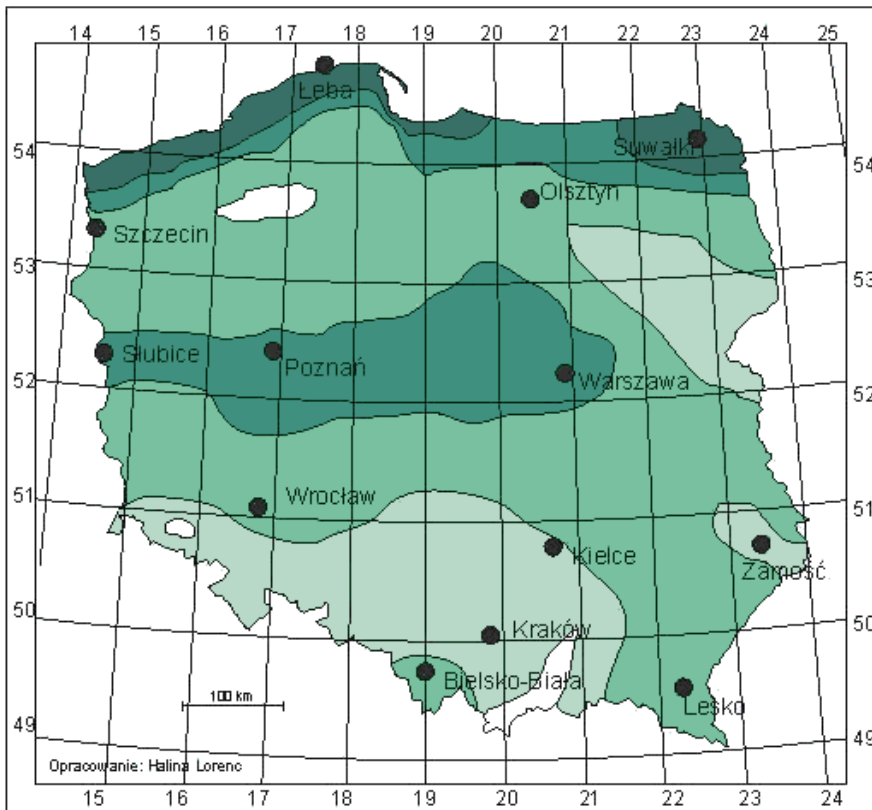 14 15 16 17 18 19 20 21 22 23 24 25
Łeba
54
Suwałki
54
Olsztyn
Szczecin
53
53
Słubice
Poznań
Warszawa
52
52
Wrocław
51
51
Kielce
Zamość
50
50
Kraków
Bielsko-Biała
Lesko
100 km
49
49
Opracowanie: Halina Lorenc
15 16 17 18 19 20 21 22 23 24